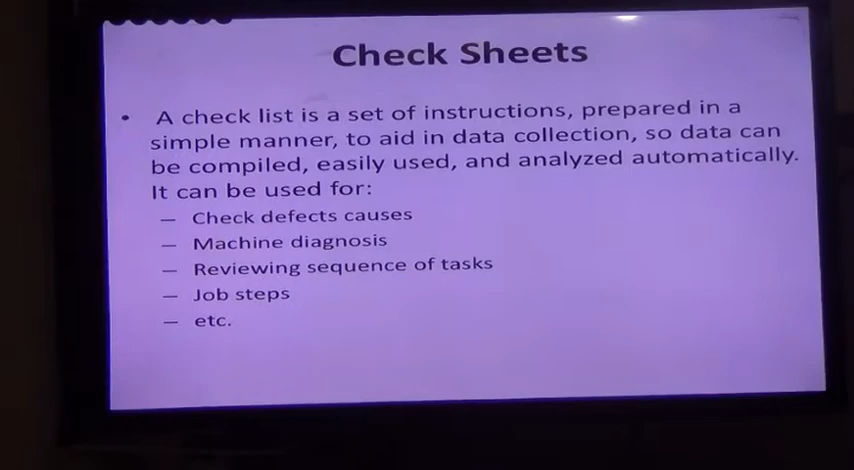 Check Sheets
• A check list is a set of instructions, prepared in a
simple manner, to aid in data collection, so data can
be compiled, easily used, and analyzed automatically.
It can be used for:
– Check defects causes
– Machine diagnosis
– Reviewing sequence of tasks
– Job steps
– etc.